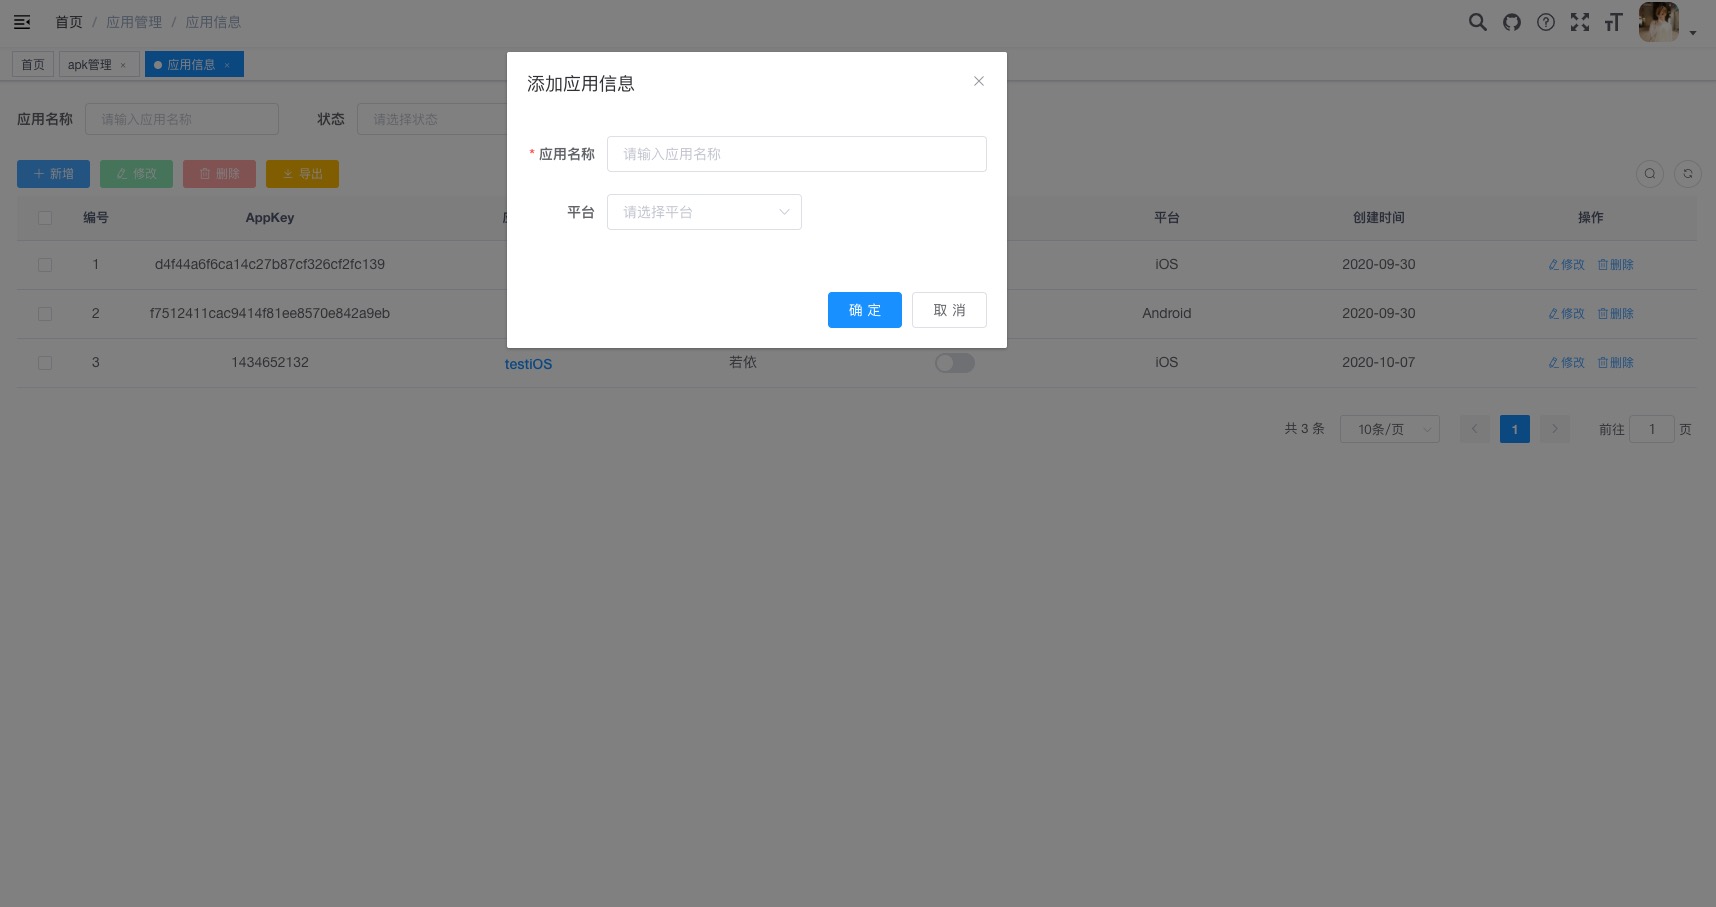 首页 / 应用管理 / 应用信息
首页 apk管理 × 应用信息 ×
添加应用信息
应用名称 请输入应用名称 状态 请选择状态
* 应用名称 请输入应用名称
新增 修改 删除 导出
平台 请选择平台
编号 AppKey 平台 创建时间 操作
1 d4f44a6f6ca14c27b87cf326cf2fc139 iOS 2020-09-30 修改 删除
确 定 取 消
2 f7512411cac9414f81ee8570e842a9eb Android 2020-09-30 修改 删除
3 1434652132 testiOS 若依 iOS 2020-10-07 修改 删除
共 3 条 10条/页 1 前往 1 页